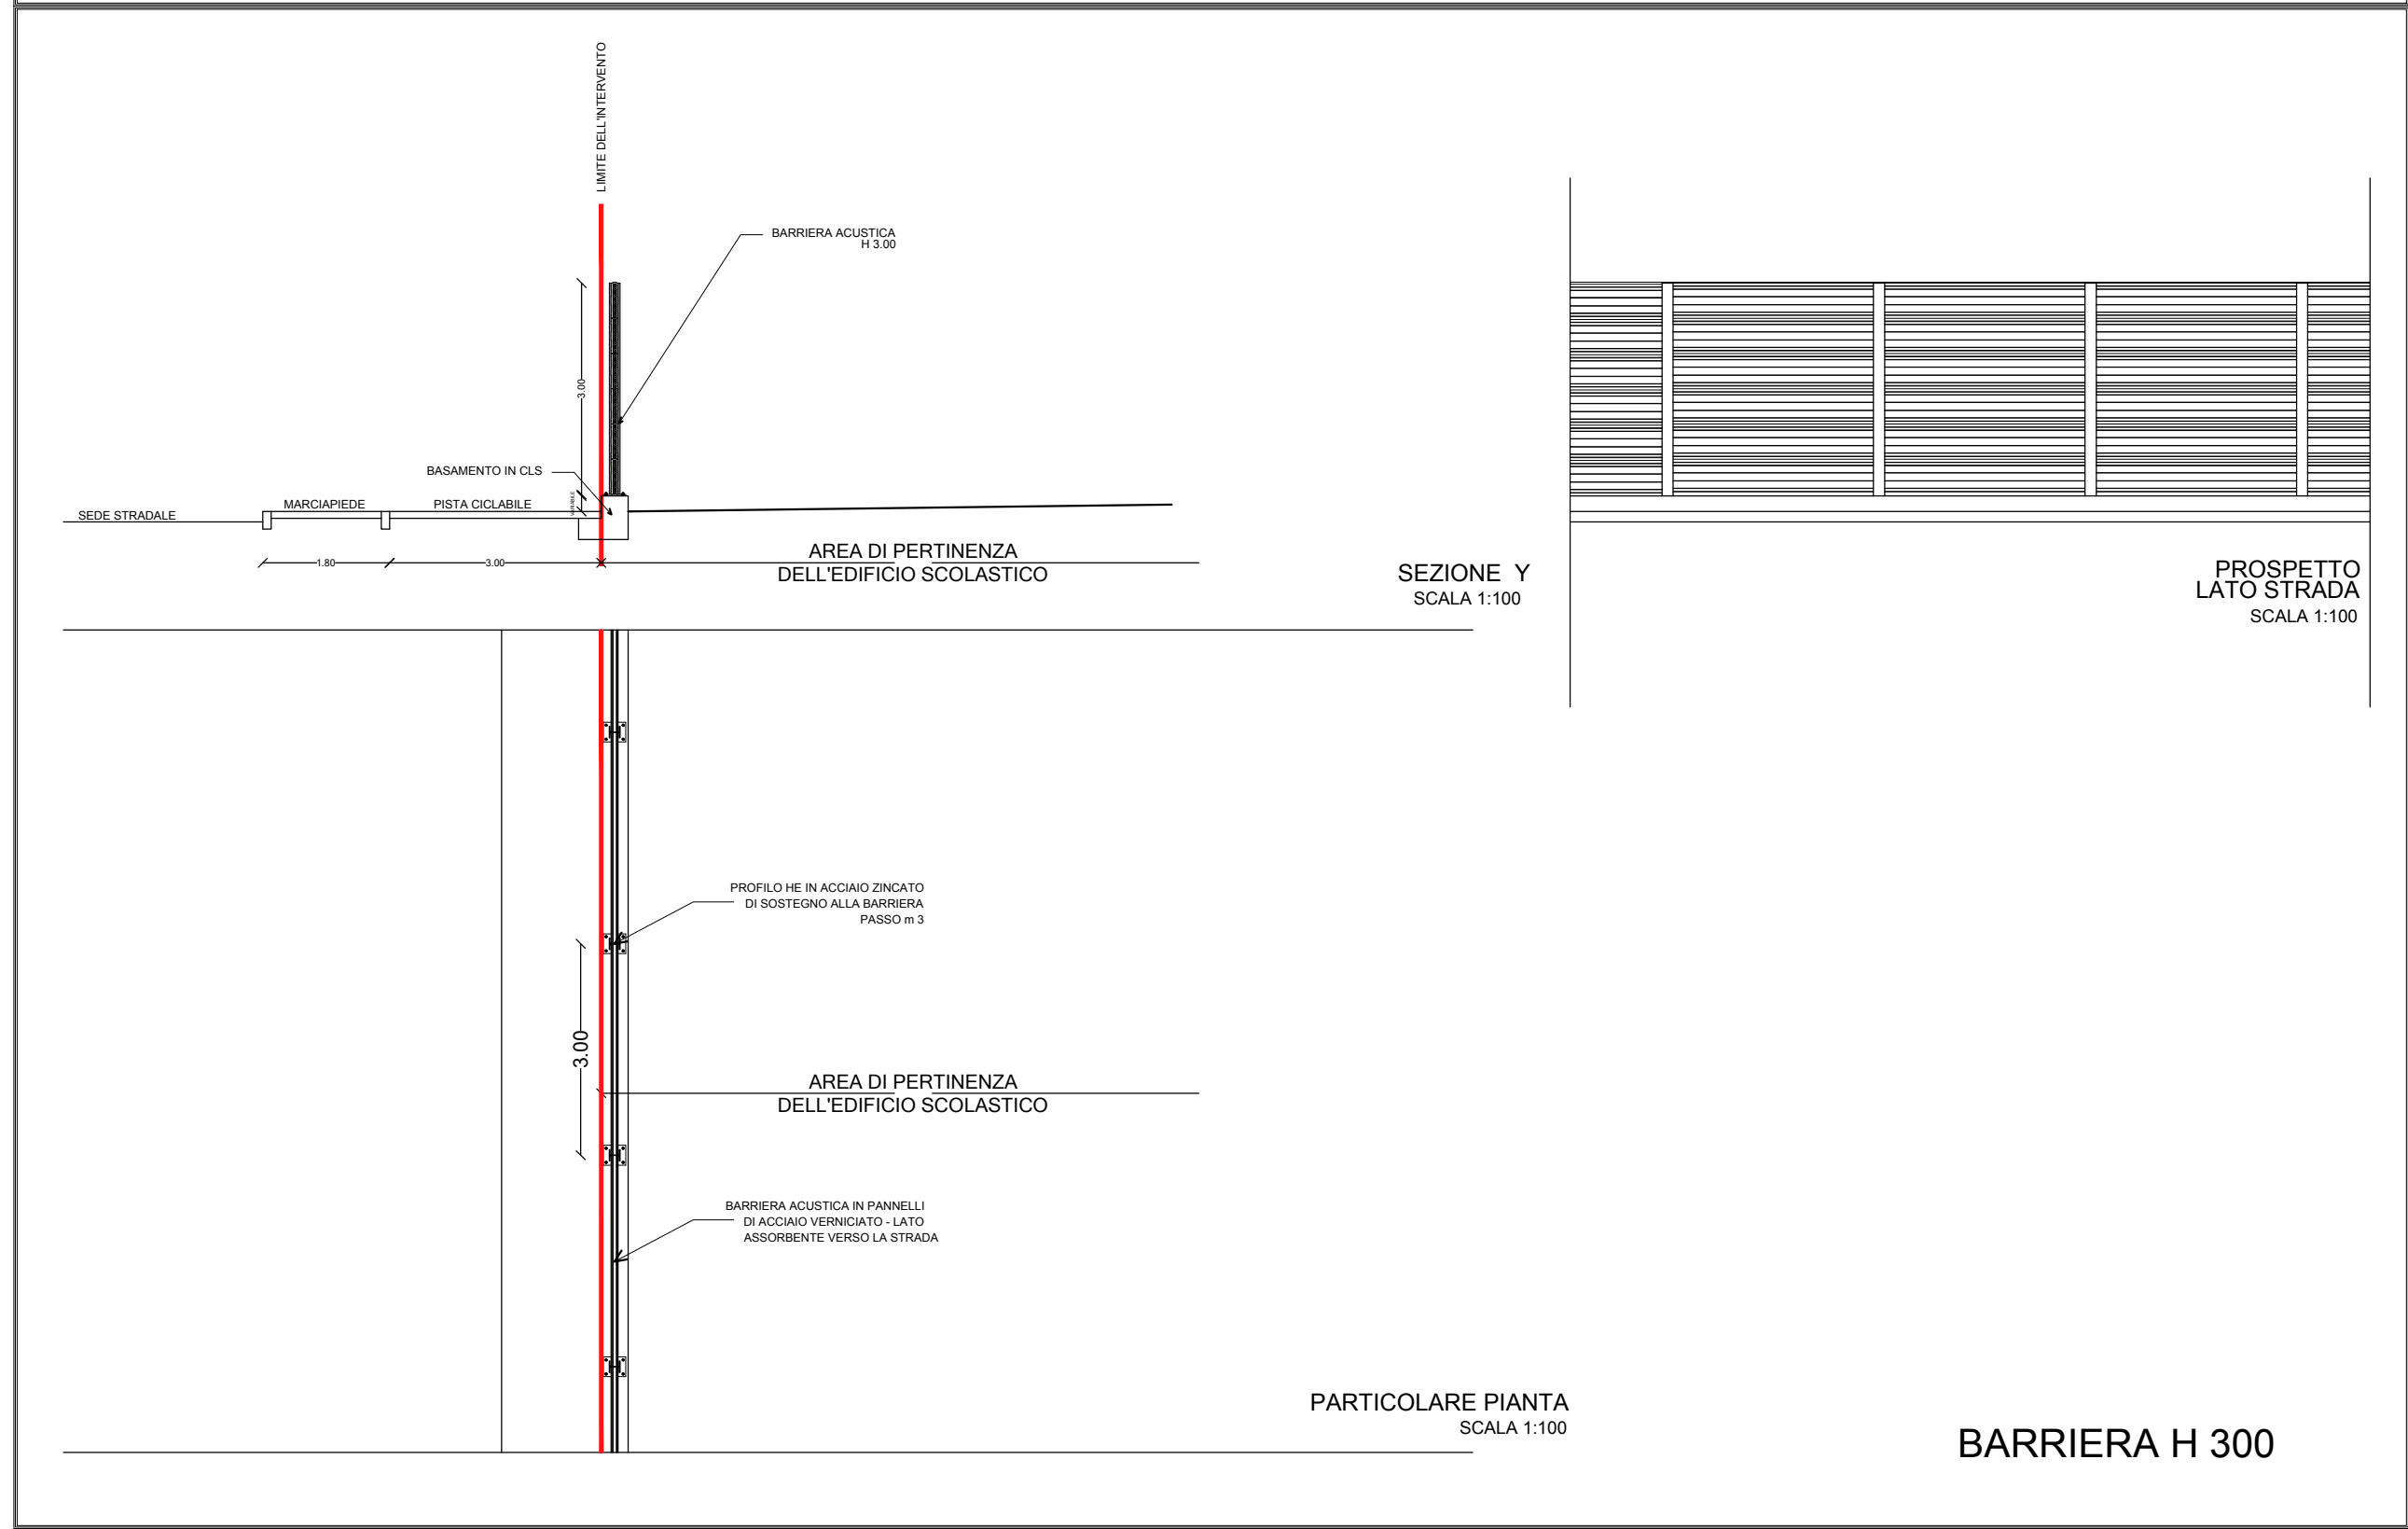 LIMITE DELL'INTERVENTO
BARRIERA ACUSTICA
H 3.00
3.00
BASAMENTO IN CLS
VARIABILE
SEDE STRADALE
MARCIAPIEDE
PISTA CICLABILE
1.80
3.00
AREA DI PERTINENZA
DELL'EDIFICIO SCOLASTICO
SEZIONE Y
SCALA 1:100
PROSPETTO
LATO STRADA
SCALA 1:100
PROFILO HE IN ACCIAIO ZINCATO
DI SOSTEGNO ALLA BARRIERA
PASSO m 3
3.00
AREA DI PERTINENZA
DELL'EDIFICIO SCOLASTICO
BARRIERA ACUSTICA IN PANNELLI
DI ACCIAIO VERNICIATO - LATO
ASSORBENTE VERSO LA STRADA
PARTICOLARE PIANTA
SCALA 1:100
BARRIERA H 300